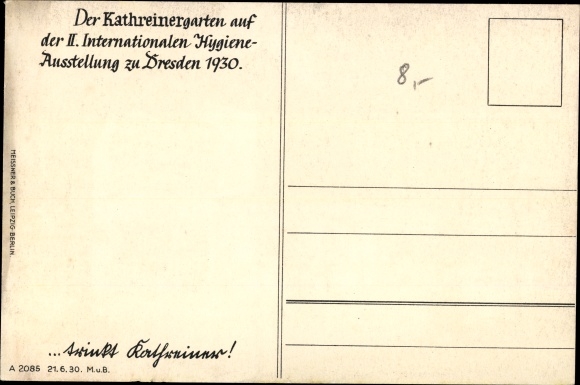 Der Kathreinergarten auf
der II. Internationalen Hygiene-
Ausstellung zu Dresden 1930.
8,-
MEISSNER & BUCH, LEIPZIG-BERLIN.
...trinkt Kathreiner!
A 2085 21.6.30. M.u.B.